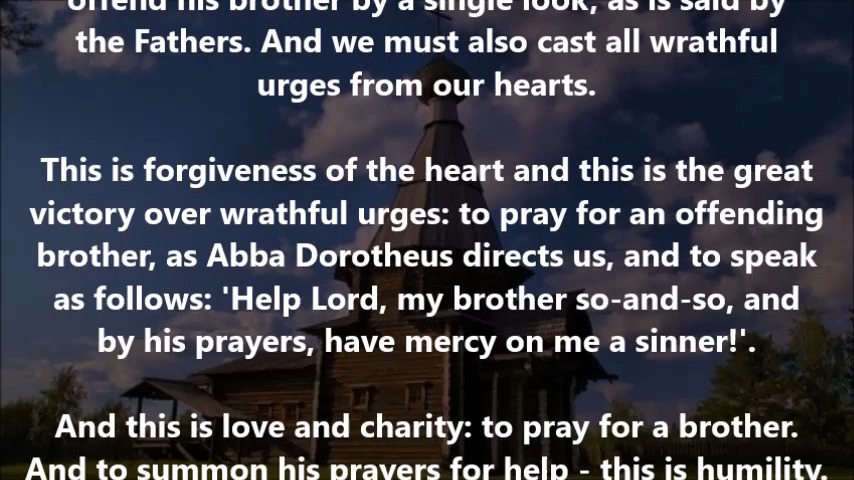 offend his brother by a single look, as is said by
the Fathers. And we must also cast all wrathful
urges from our hearts.
This is forgiveness of the heart and this is the great
victory over wrathful urges: to pray for an offending
brother, as Abba Dorotheus directs us, and to speak
as follows: 'Help Lord, my brother so-and-so, and
by his prayers, have mercy on me a sinner!'.
And this is love and charity: to pray for a brother.
And to summon his prayers for help - this is humility.